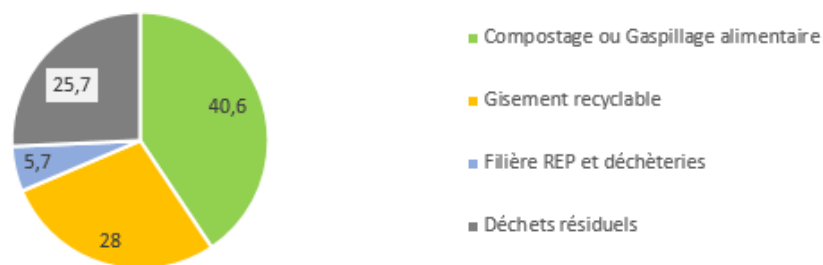 Compostage ou Gaspillage alimentaire
25,7
40,6
Gisement recyclable
5,7
Filière REP et déchèteries
28
Déchets résiduels